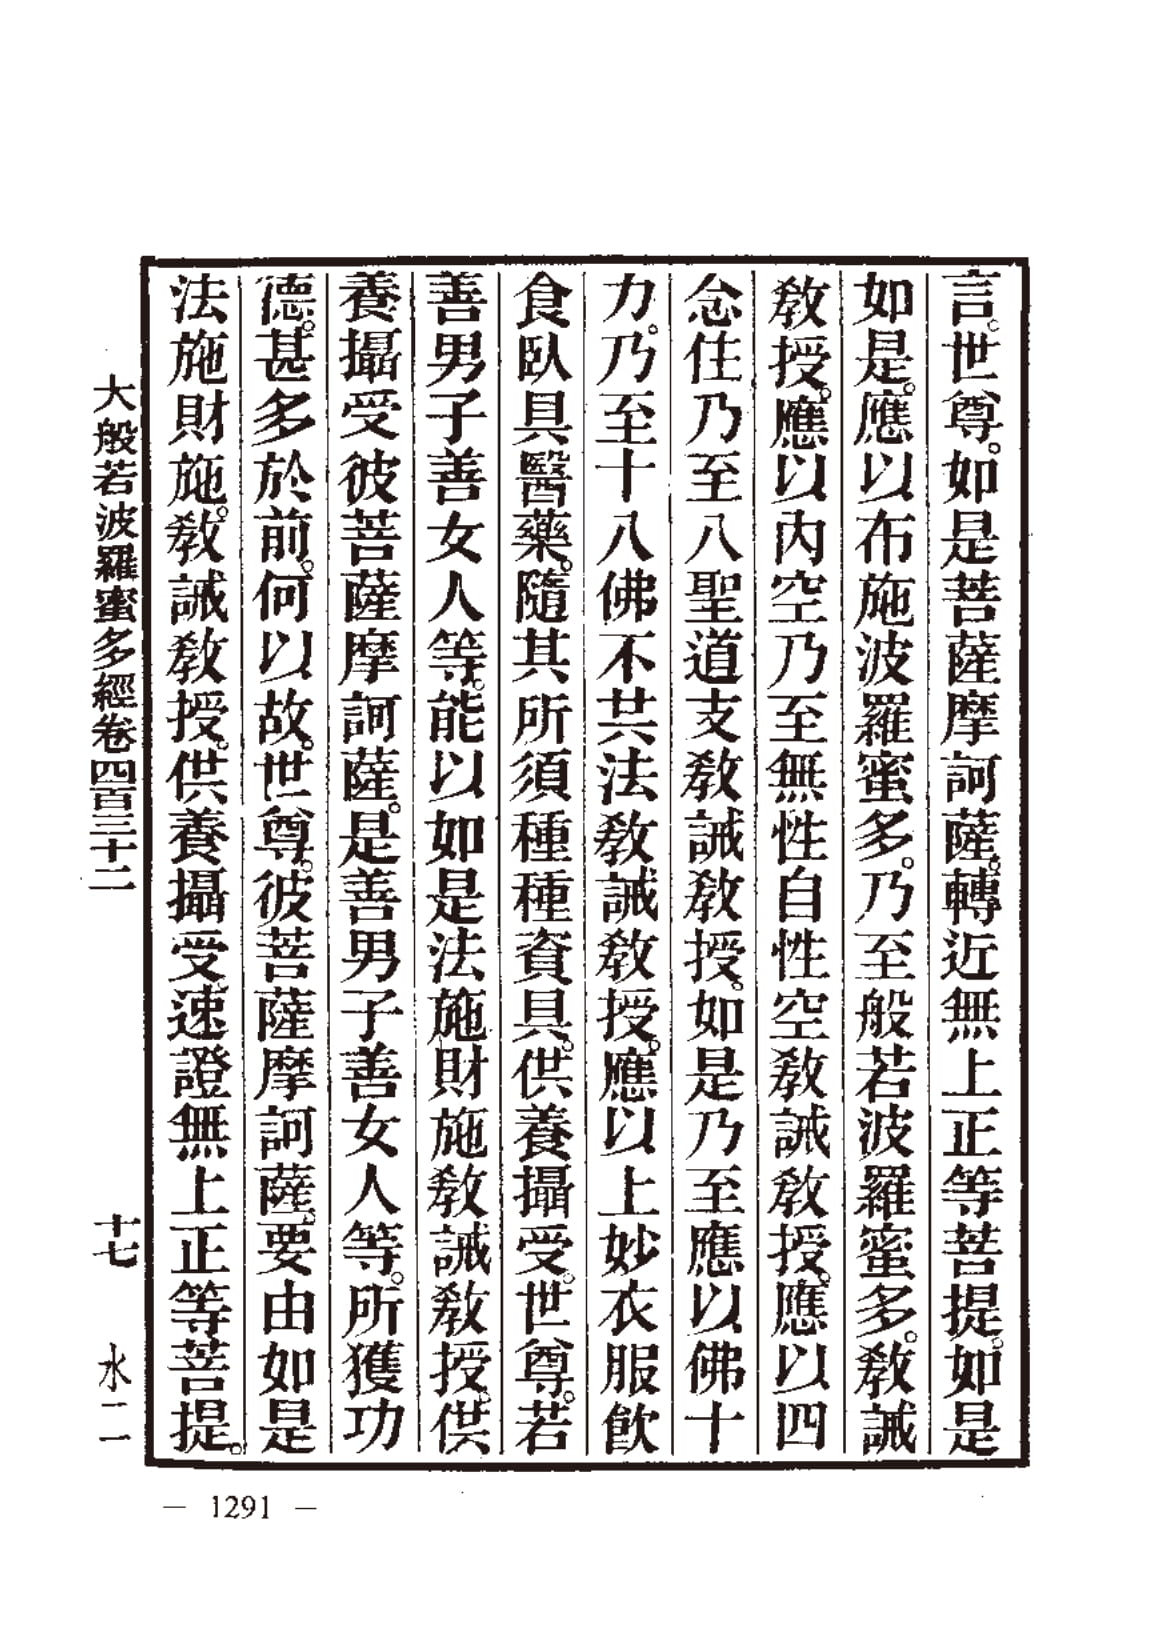 言。世尊。如是菩薩摩訶薩。轉近無上正等菩提。如是
如是。應以布施波羅蜜多。乃至般若波羅蜜多。教誡
教授。應以內空乃至無性自性空教誡教授。應以四
念住乃至八聖道支教誡教授。如是乃至應以佛十
力。乃至十八佛不共法教誡教授。應以上妙衣服飲
食臥具醫藥。隨其所須種種資具。供養攝受。世尊。若
善男子善女人等。能以如是法施財施教誡教授。供
養攝受彼菩薩摩訶薩。是善男子善女人等。所獲功
德。甚多於前。何以故。世尊。彼菩薩摩訶薩。要由如是
法施財施。教誡教授。供養攝受速證無上正等菩提。
大般若波羅蜜多經卷四百三十二 十七 水二
— 1291 —